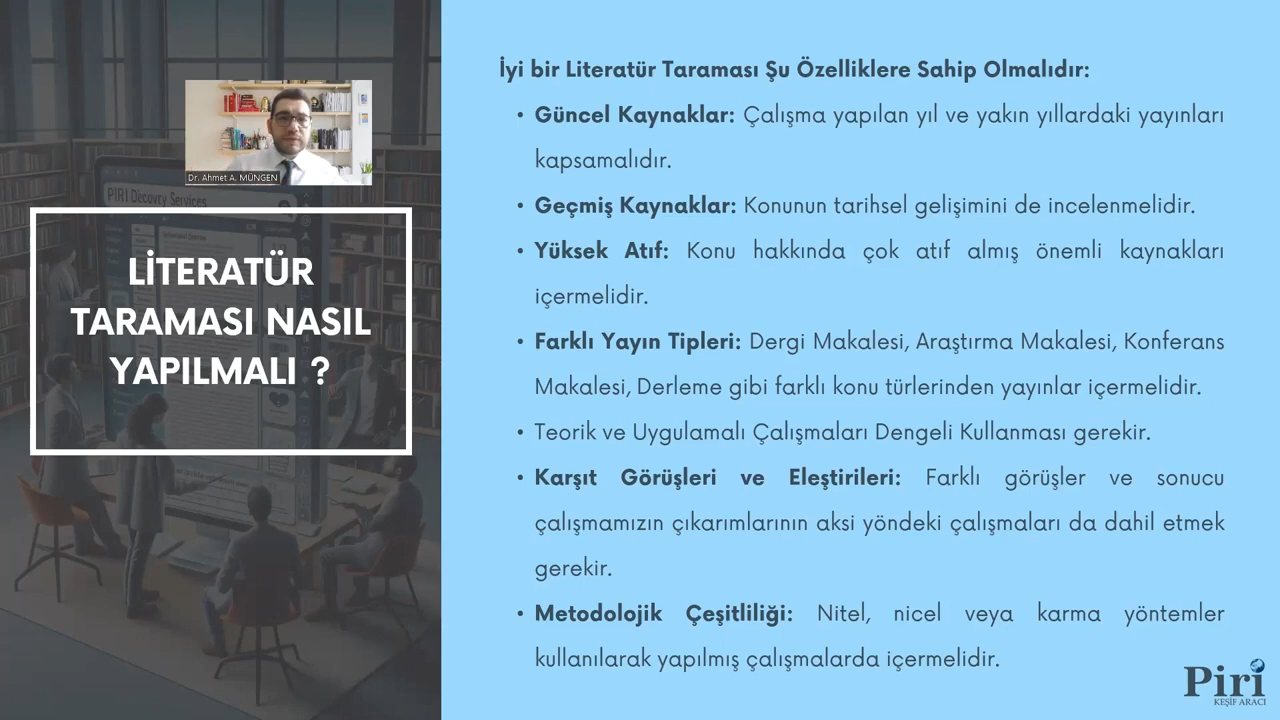 Dr. Ahmet A. MÜNGEN
PIRI Decovry Services
LİTERATÜR
TARAMASI NASIL
YAPILMALI ?
İyi bir Literatür Taraması Şu Özelliklere Sahip Olmalıdır:
• Güncel Kaynaklar: Çalışma yapılan yıl ve yakın yıllardaki yayınları
kapsamalıdır.
• Geçmiş Kaynaklar: Konunun tarihsel gelişimini de incelenmelidir.
• Yüksek Atıf: Konu hakkında çok atıf almış önemli kaynakları
içermelidir.
• Farklı Yayın Tipleri: Dergi Makalesi, Araştırma Makalesi, Konferans
Makalesi, Derleme gibi farklı konu türlerinden yayınlar içermelidir.
• Teorik ve Uygulamalı Çalışmaları Dengeli Kullanması gerekir.
• Karşıt Görüşleri ve Eleştirileri: Farklı görüşler ve sonucu
çalışmamızın çıkarımlarının aksi yöndeki çalışmaları da dahil etmek
gerekir.
• Metodolojik Çeşitliliği: Nitel, nicel veya karma yöntemler
kullanılarak yapılmış çalışmalarda içermelidir.
Piri
KEŞİF ARACI